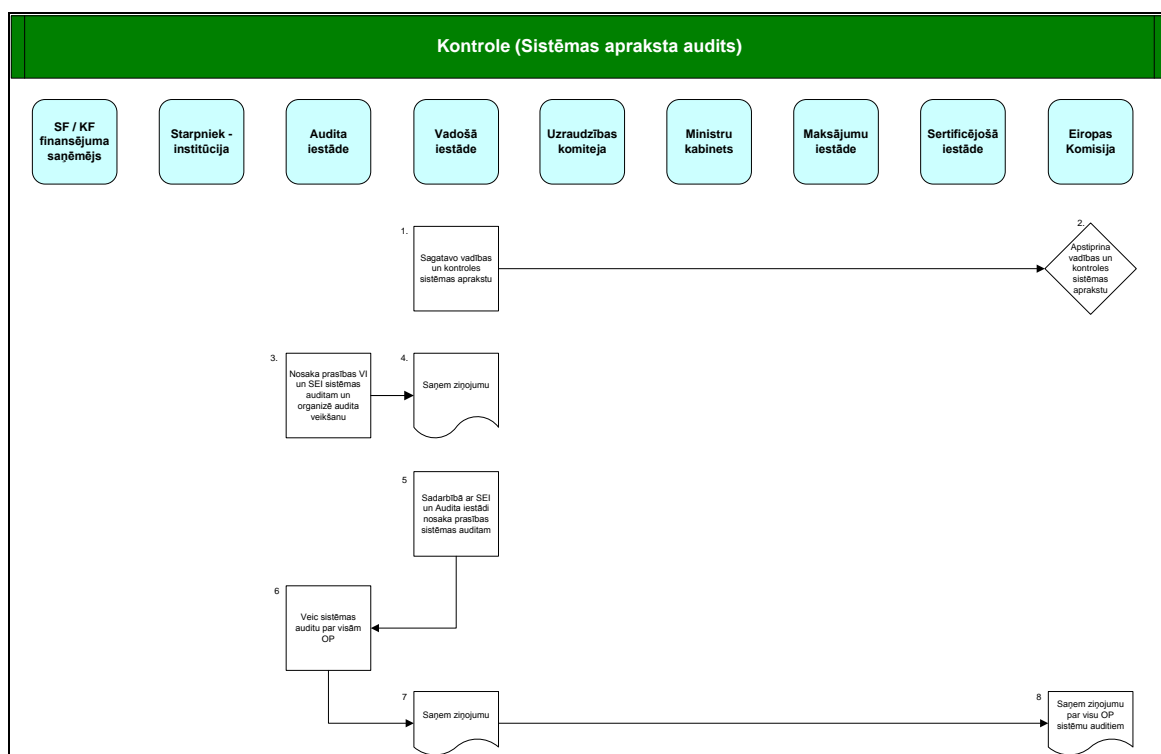 Kontrole (Sistēmas apraksta audits)
SF / KF
finansējuma
saņēmējs
Starpniek -
institūcija
Audita
iestāde
Vadošā
iestāde
Uzraudzības
komiteja
Ministru
kabinets
Maksājumu
iestāde
Sertificējošā
iestāde
Eiropas
Komisija
1.
Sagatavo vadības
un kontroles
sistēmas aprakstu
2.
Apstiprina
vadības un
kontroles
sistēmas
aprakstu
3.
Nosaka prasības VI
un SEI sistēmas
auditam un
organizē audita
veikšanu
4.
Saņem ziņojumu
5
Sadarbībā ar SEI
un Audita iestādi
nosaka prasības
sistēmas auditam
6
Veic sistēmas
auditu par visām
OP
7
Saņem ziņojumu
8
Saņem ziņojumu
par visu OP
sistēmu auditiem